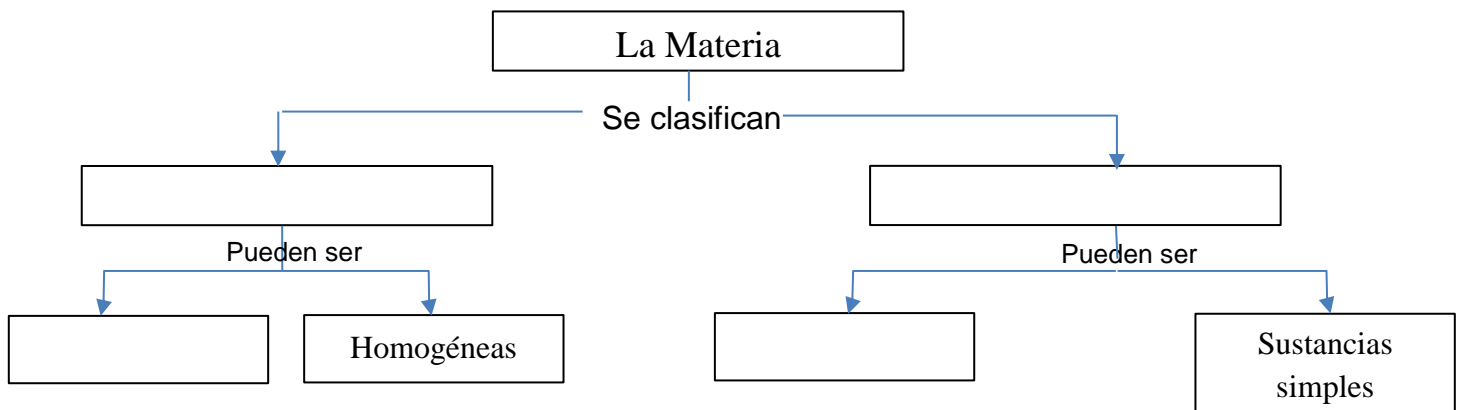 La Materia
Se clasifican
Pueden ser
Pueden ser
Homogéneas
Sustancias
simples